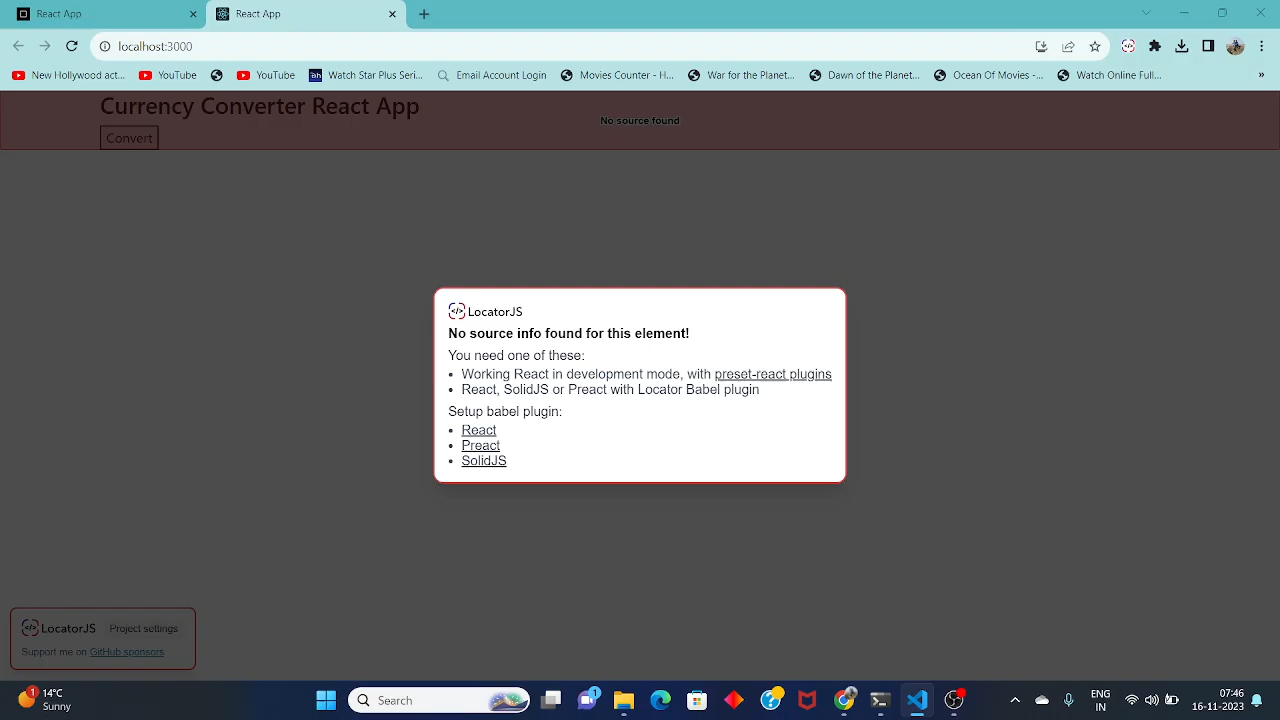 React App
React App
localhost:3000
New Hollywood act...
YouTube
YouTube
Watch Star Plus Seri...
Email Account Login
Movies Counter - H...
War for the Planet...
Dawn of the Planet...
Ocean Of Movies -...
Watch Online Full...
»
Currency Converter React App
No source found
Convert
LocatorJS
No source info found for this element!
You need one of these:
• Working React in development mode, with preset-react plugins
• React, SolidJS or Preact with Locator Babel plugin
Setup babel plugin:
• React
• Preact
• SolidJS
LocatorJS Project settings
Support me on GitHub sponsors
1
14°C
Sunny
Search
1
ENG
IN
07:46
16-11-2023